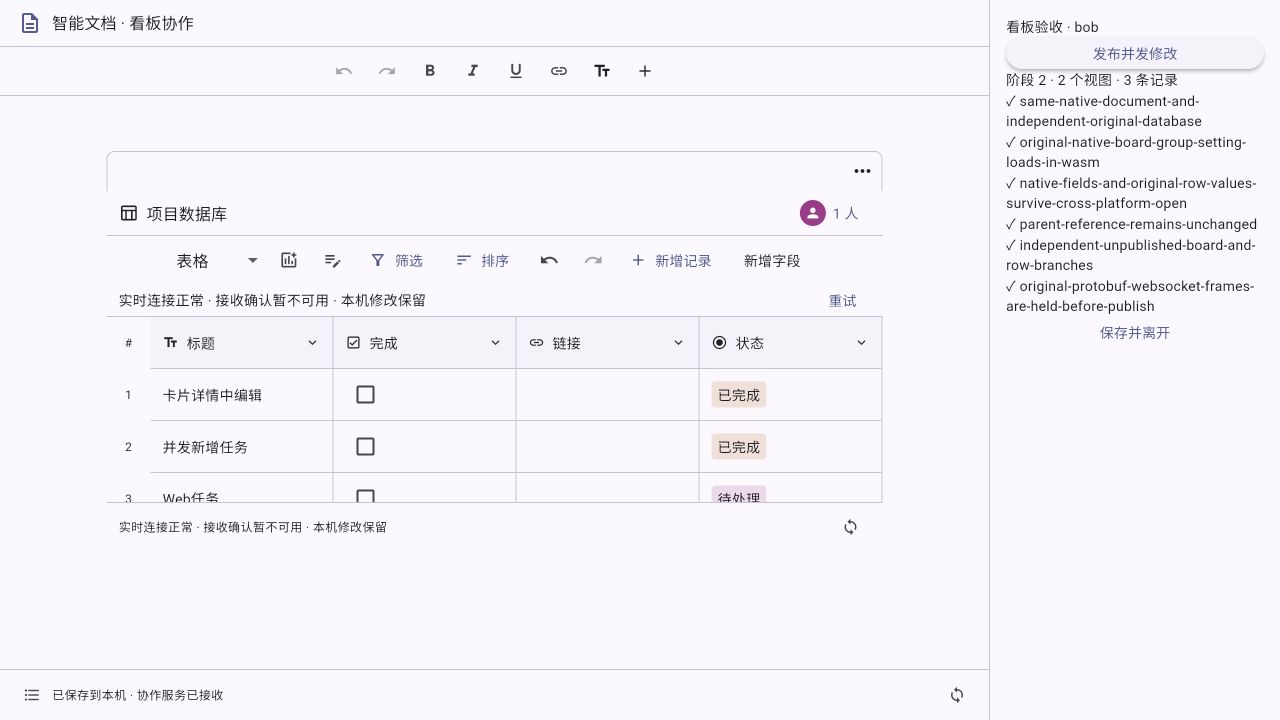 智能文档 · 看板协作
B I U Tт +
项目数据库
1 人
表格
筛选
排序
新增记录
新增字段
实时连接正常 · 接收确认暂不可用 · 本机修改保留
重试
# 标题 完成 链接 状态
1 卡片详情中编辑 已完成
2 并发新增任务 已完成
3 Web任务 待处理
实时连接正常 · 接收确认暂不可用 · 本机修改保留
已保存到本机 · 协作服务已接收
看板验收 · bob
发布并发修改
阶段 2 · 2 个视图 · 3 条记录
✓ same-native-document-and-
independent-original-database
✓ original-native-board-group-setting-
loads-in-wasm
✓ native-fields-and-original-row-values-
survive-cross-platform-open
✓ parent-reference-remains-unchanged
✓ independent-unpublished-board-and-
row-branches
✓ original-protobuf-websocket-frames-
are-held-before-publish
保存并离开